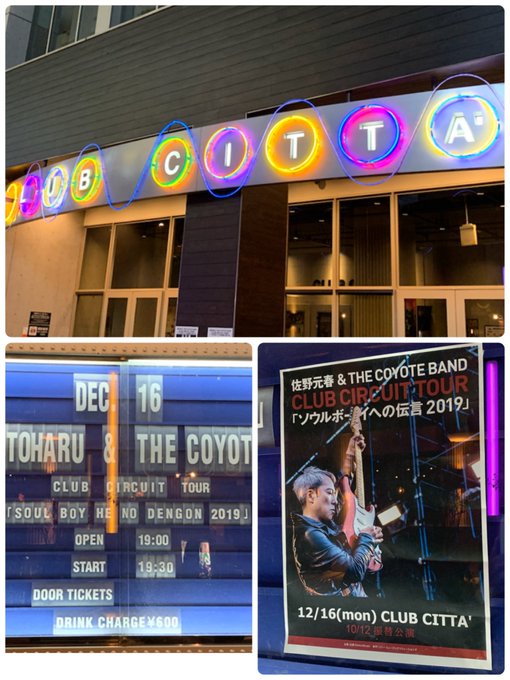 CLUB CITTA'
DEC. 16
TOHARU & THE COYOT
CLUB CIRCUIT TOUR
「SOUL BOY HE NO DENGON 2019」
OPEN 19:00
START 19:30
DOOR TICKETS
DRINK CHARGE ¥600
佐野元春 & THE COYOTE BAND
CLUB CIRCUIT TOUR
「ソウルボーイへの伝言 2019」
12/16(mon) CLUB CITTA'
10/12 振替公演